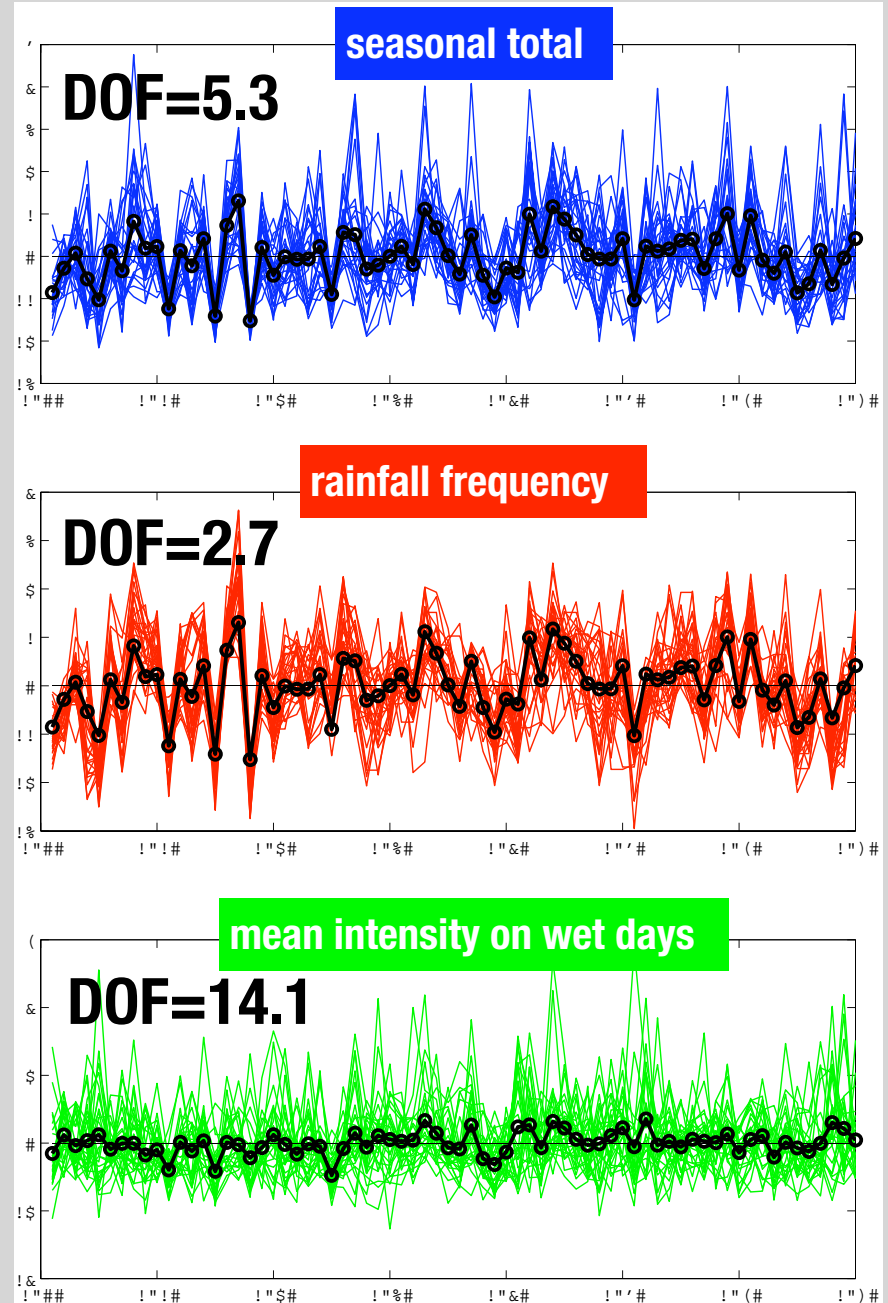 seasonal total
DOF=5.3
'
&
%
$
!
#
!!
!$
!%
!"## !"!# !"$# !"%# !"&# !"'# !"(# !")#
rainfall frequency
DOF=2.7
&
%
$
!
#
!!
!$
!%
!"## !"!# !"$# !"%# !"&# !"'# !"(# !")#
mean intensity on wet days
DOF=14.1
(
&
$
#
!$
!&
!"## !"!# !"$# !"%# !"&# !"'# !"(# !")#